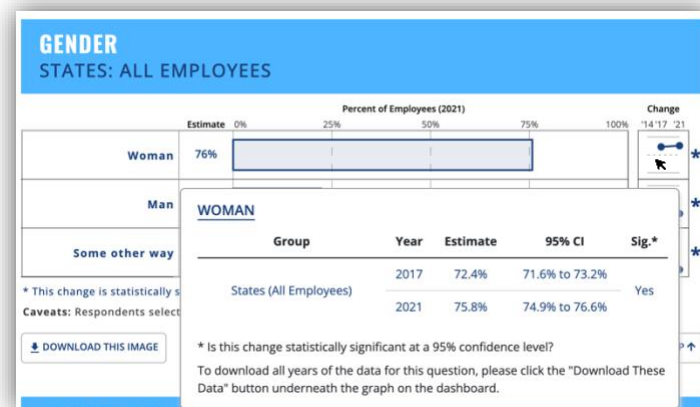 GENDER
STATES: ALL EMPLOYEES
Percent of Employees (2021)
Change
Estimate 0% 25% 50% 75% 100% '14 '17 '21
Woman 76% *
Man *
Some other way *
* This change is statistically s
Caveats: Respondents select
DOWNLOAD THIS IMAGE
P
WOMAN
Group Year Estimate 95% CI Sig.*
2017 72.4% 71.6% to 73.2%
States (All Employees) Yes
2021 75.8% 74.9% to 76.6%
* Is this change statistically significant at a 95% confidence level?
To download all years of the data for this question, please click the "Download These
Data" button underneath the graph on the dashboard.